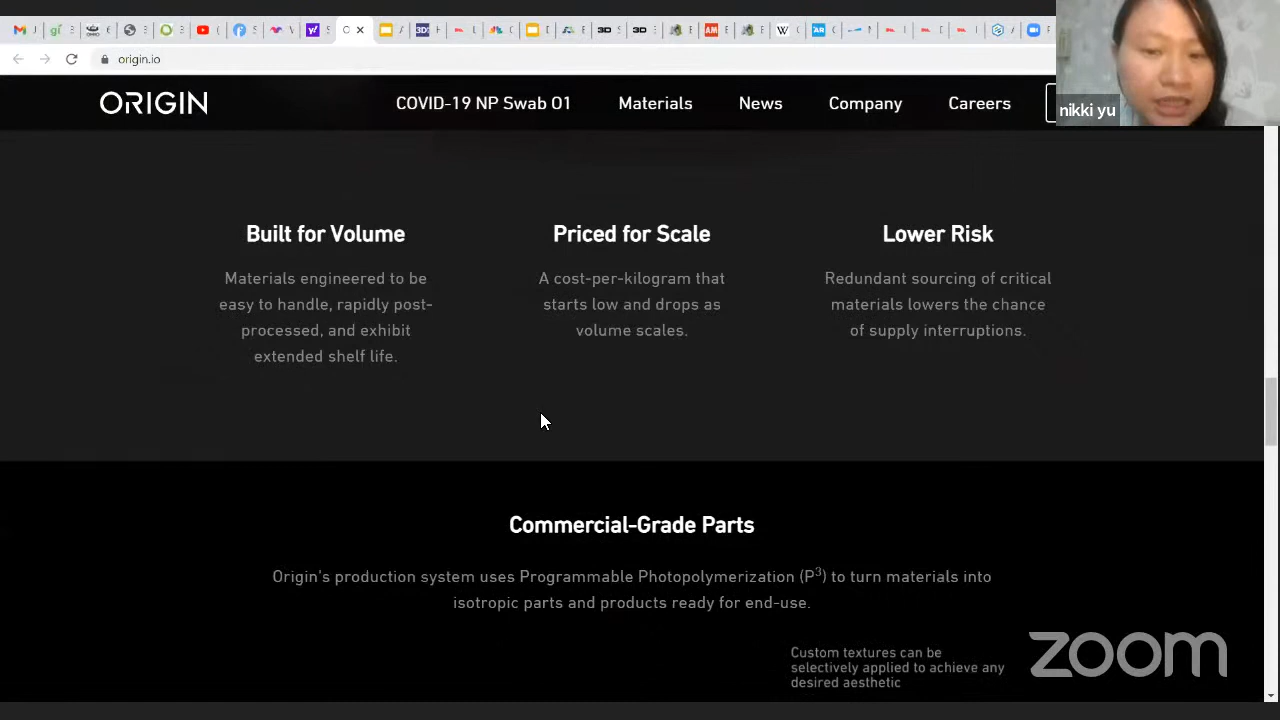 origin.io
ORIGIN
COVID-19 NP Swab O1
Materials
News
Company
Careers
nikki yu
Built for Volume
Materials engineered to be
easy to handle, rapidly post-
processed, and exhibit
extended shelf life.
Priced for Scale
A cost-per-kilogram that
starts low and drops as
volume scales.
Lower Risk
Redundant sourcing of critical
materials lowers the chance
of supply interruptions.
Commercial-Grade Parts
Origin's production system uses Programmable Photopolymerization (P³) to turn materials into
isotropic parts and products ready for end-use.
Custom textures can be
selectively applied to achieve any
desired aesthetic
zoom